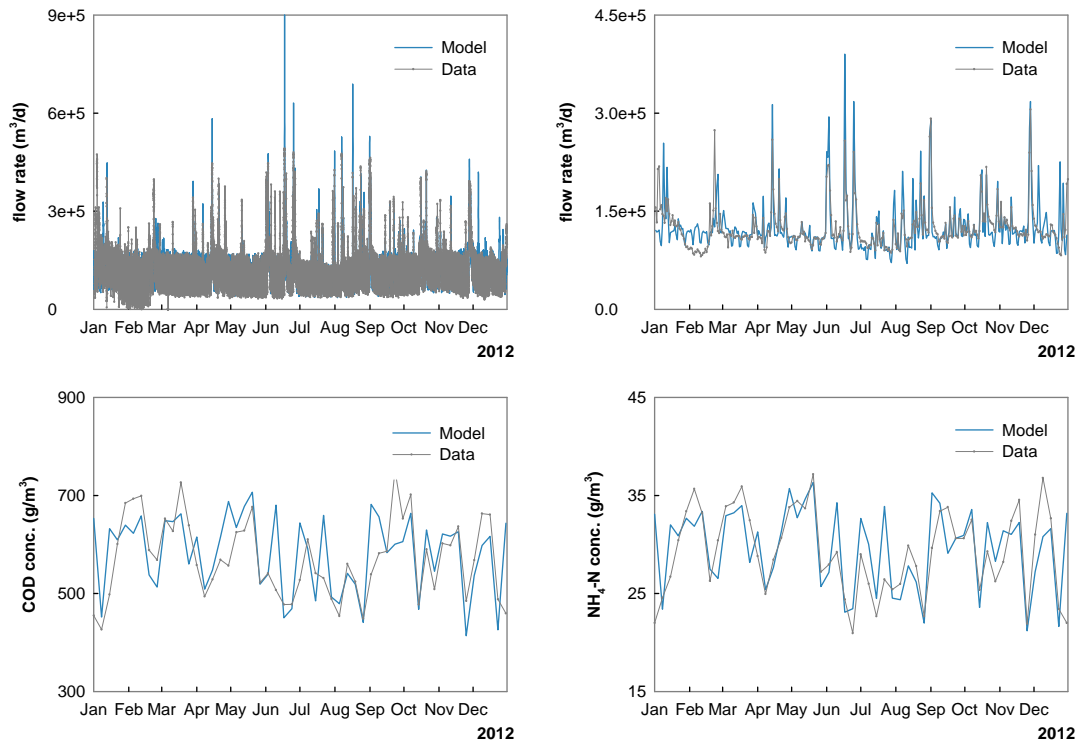 9e+5
6e+5
3e+5
0
flow rate (m³/d)
Model
Data
Jan Feb Mar Apr May Jun Jul Aug Sep Oct Nov Dec
2012
4.5e+5
3.0e+5
1.5e+5
0.0
flow rate (m³/d)
Model
Data
Jan Feb Mar Apr May Jun Jul Aug Sep Oct Nov Dec
2012
900
700
500
300
COD conc. (g/m³)
Model
Data
Jan Feb Mar Apr May Jun Jul Aug Sep Oct Nov Dec
2012
45
35
25
15
NH₄-N conc. (g/m³)
Model
Data
Jan Feb Mar Apr May Jun Jul Aug Sep Oct Nov Dec
2012